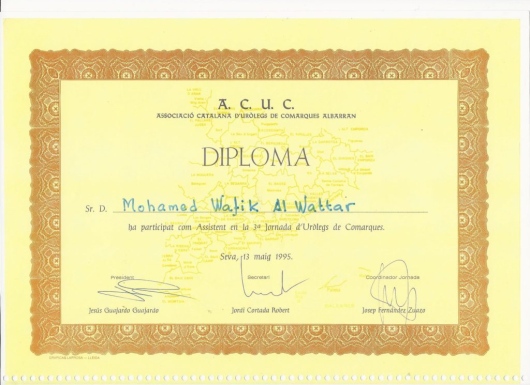 A. C. U. C.
ASSOCIACIÓ CATALANA D'URÒLEGS DE COMARQUES ALBARRAN
DIPLOMA
Sr. D. Mohamed Wafik Al Wattar
ha participat com Assistent en la 3ª Jornada d'Uròlegs de Comarques.
Seva, 13 maig 1995.
President Secretari Coordinador Jornada
Jesús Guajardo Guajardo Jordi Cortada Robert Josep Fernández Zuazo